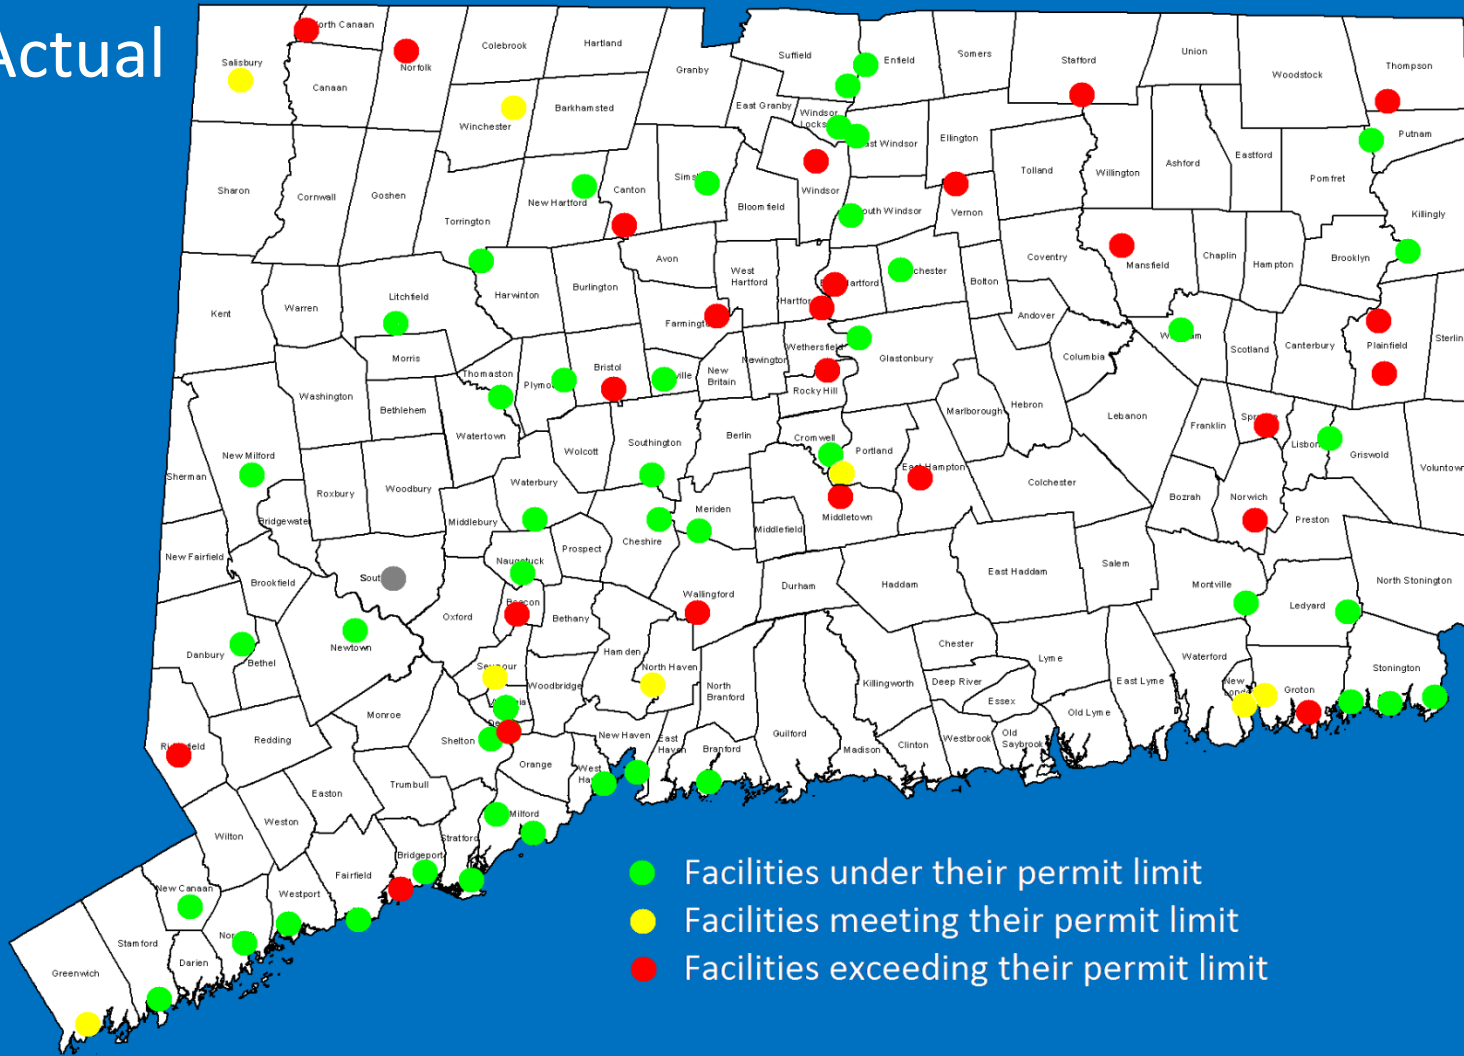 Actual
North Canaan
Salisbury
Norfolk
Canaan
Colebrook
Hartland
Granby
Suffield
Enfield
Somers
Stafford
Union
Woodstock
Thompson
Winchester
Barkhamsted
East Granby
Windsor
Locks
East Windsor
Ellington
Tolland
Willington
Ashford
Eastford
Pomfret
Putnam
Killingly
Sharon
Cornwall
Goshen
Torrington
New Hartford
Canton
Bloomfield
Windsor
South Windsor
Vernon
Avon
West
Hartford
Hartford
Bolton
Coventry
Mansfield
Chaplin
Hampton
Brooklyn
Kent
Warren
Litchfield
Harwinton
Burlington
Farmingt
Newington
Wethersfield
Glastonbury
Andover
Columbia
Scotland
Canterbury
Plainfield
Sterlin
Morris
Thomaston
Plymo
Bristol
ville
New
Britain
Rocky Hill
Washington
Bethlehem
Watertown
Wolcott
Southington
Berlin
Cromwell
Portland
East Hampton
Marlborough
Hebron
Lebanon
Franklin
Spr
Lisbon
Griswold
Voluntow
Sherman
New Milford
Bridgewater
Roxbury
Woodbury
Middlebury
Waterbury
Cheshire
Meriden
Middlefield
Middletown
Colchester
Bozrah
Norwich
Preston
New Fairfield
Brookfield
Sout
Naugatuck
Prospect
Wallingford
Durham
Haddam
East Haddam
Salem
Montville
Ledyard
North Stonington
Danbury
Bethel
Newtown
Oxford
Beacon
Bethany
Hamden
North Haven
North
Branford
Killingworth
Chester
Deep River
Essex
Lyme
East Lyme
Waterford
New
London
Groton
Stonington
Redding
Monroe
Seymour
Woodbridge
Shelton
Orange
West
Ha
New Haven
East
Haven
Branford
Guilford
Madison
Clinton
Westbrook
Old
Saybrook
Old Lyme
Easton
Trumbull
Milford
Stratford
Wilton
Weston
Bridgeport
Fairfield
Westport
New Canaan
Nor
Darien
Stamford
Greenwich
Facilities under their permit limit
Facilities meeting their permit limit
Facilities exceeding their permit limit